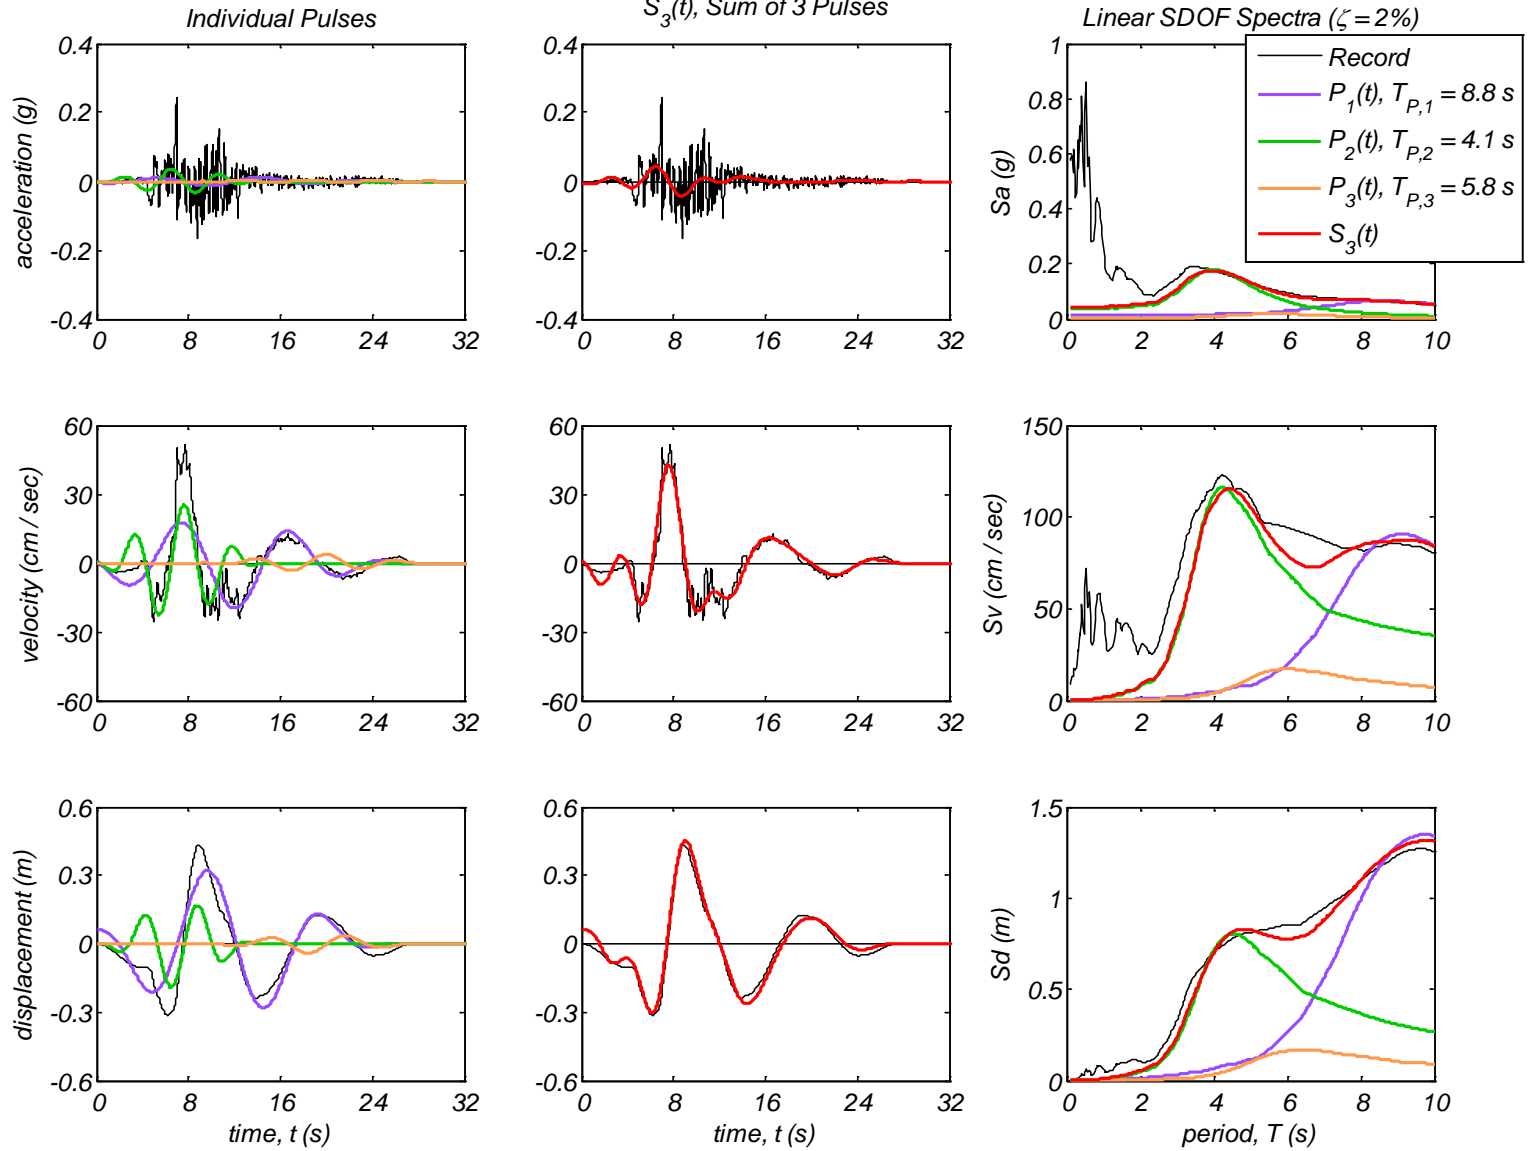 Individual Pulses
S3(t), Sum of 3 Pulses
Linear SDOF Spectra (ζ = 2%)
Record
P1(t), TP,1 = 8.8 s
P2(t), TP,2 = 4.1 s
P3(t), TP,3 = 5.8 s
S3(t)
acceleration (g)
0.4
0.2
0
-0.2
-0.4
0 8 16 24 32
0.4
0.2
0
-0.2
-0.4
0 8 16 24 32
Sa (g)
1
0.8
0.6
0.4
0.2
0
0 2 4 6 8 10
velocity (cm / sec)
60
30
0
-30
-60
0 8 16 24 32
60
30
0
-30
-60
0 8 16 24 32
Sv (cm / sec)
150
100
50
0
0 2 4 6 8 10
displacement (m)
0.6
0.3
0
-0.3
-0.6
0 8 16 24 32
time, t (s)
0.6
0.3
0
-0.3
-0.6
0 8 16 24 32
time, t (s)
Sd (m)
1.5
1
0.5
0
0 2 4 6 8 10
period, T (s)